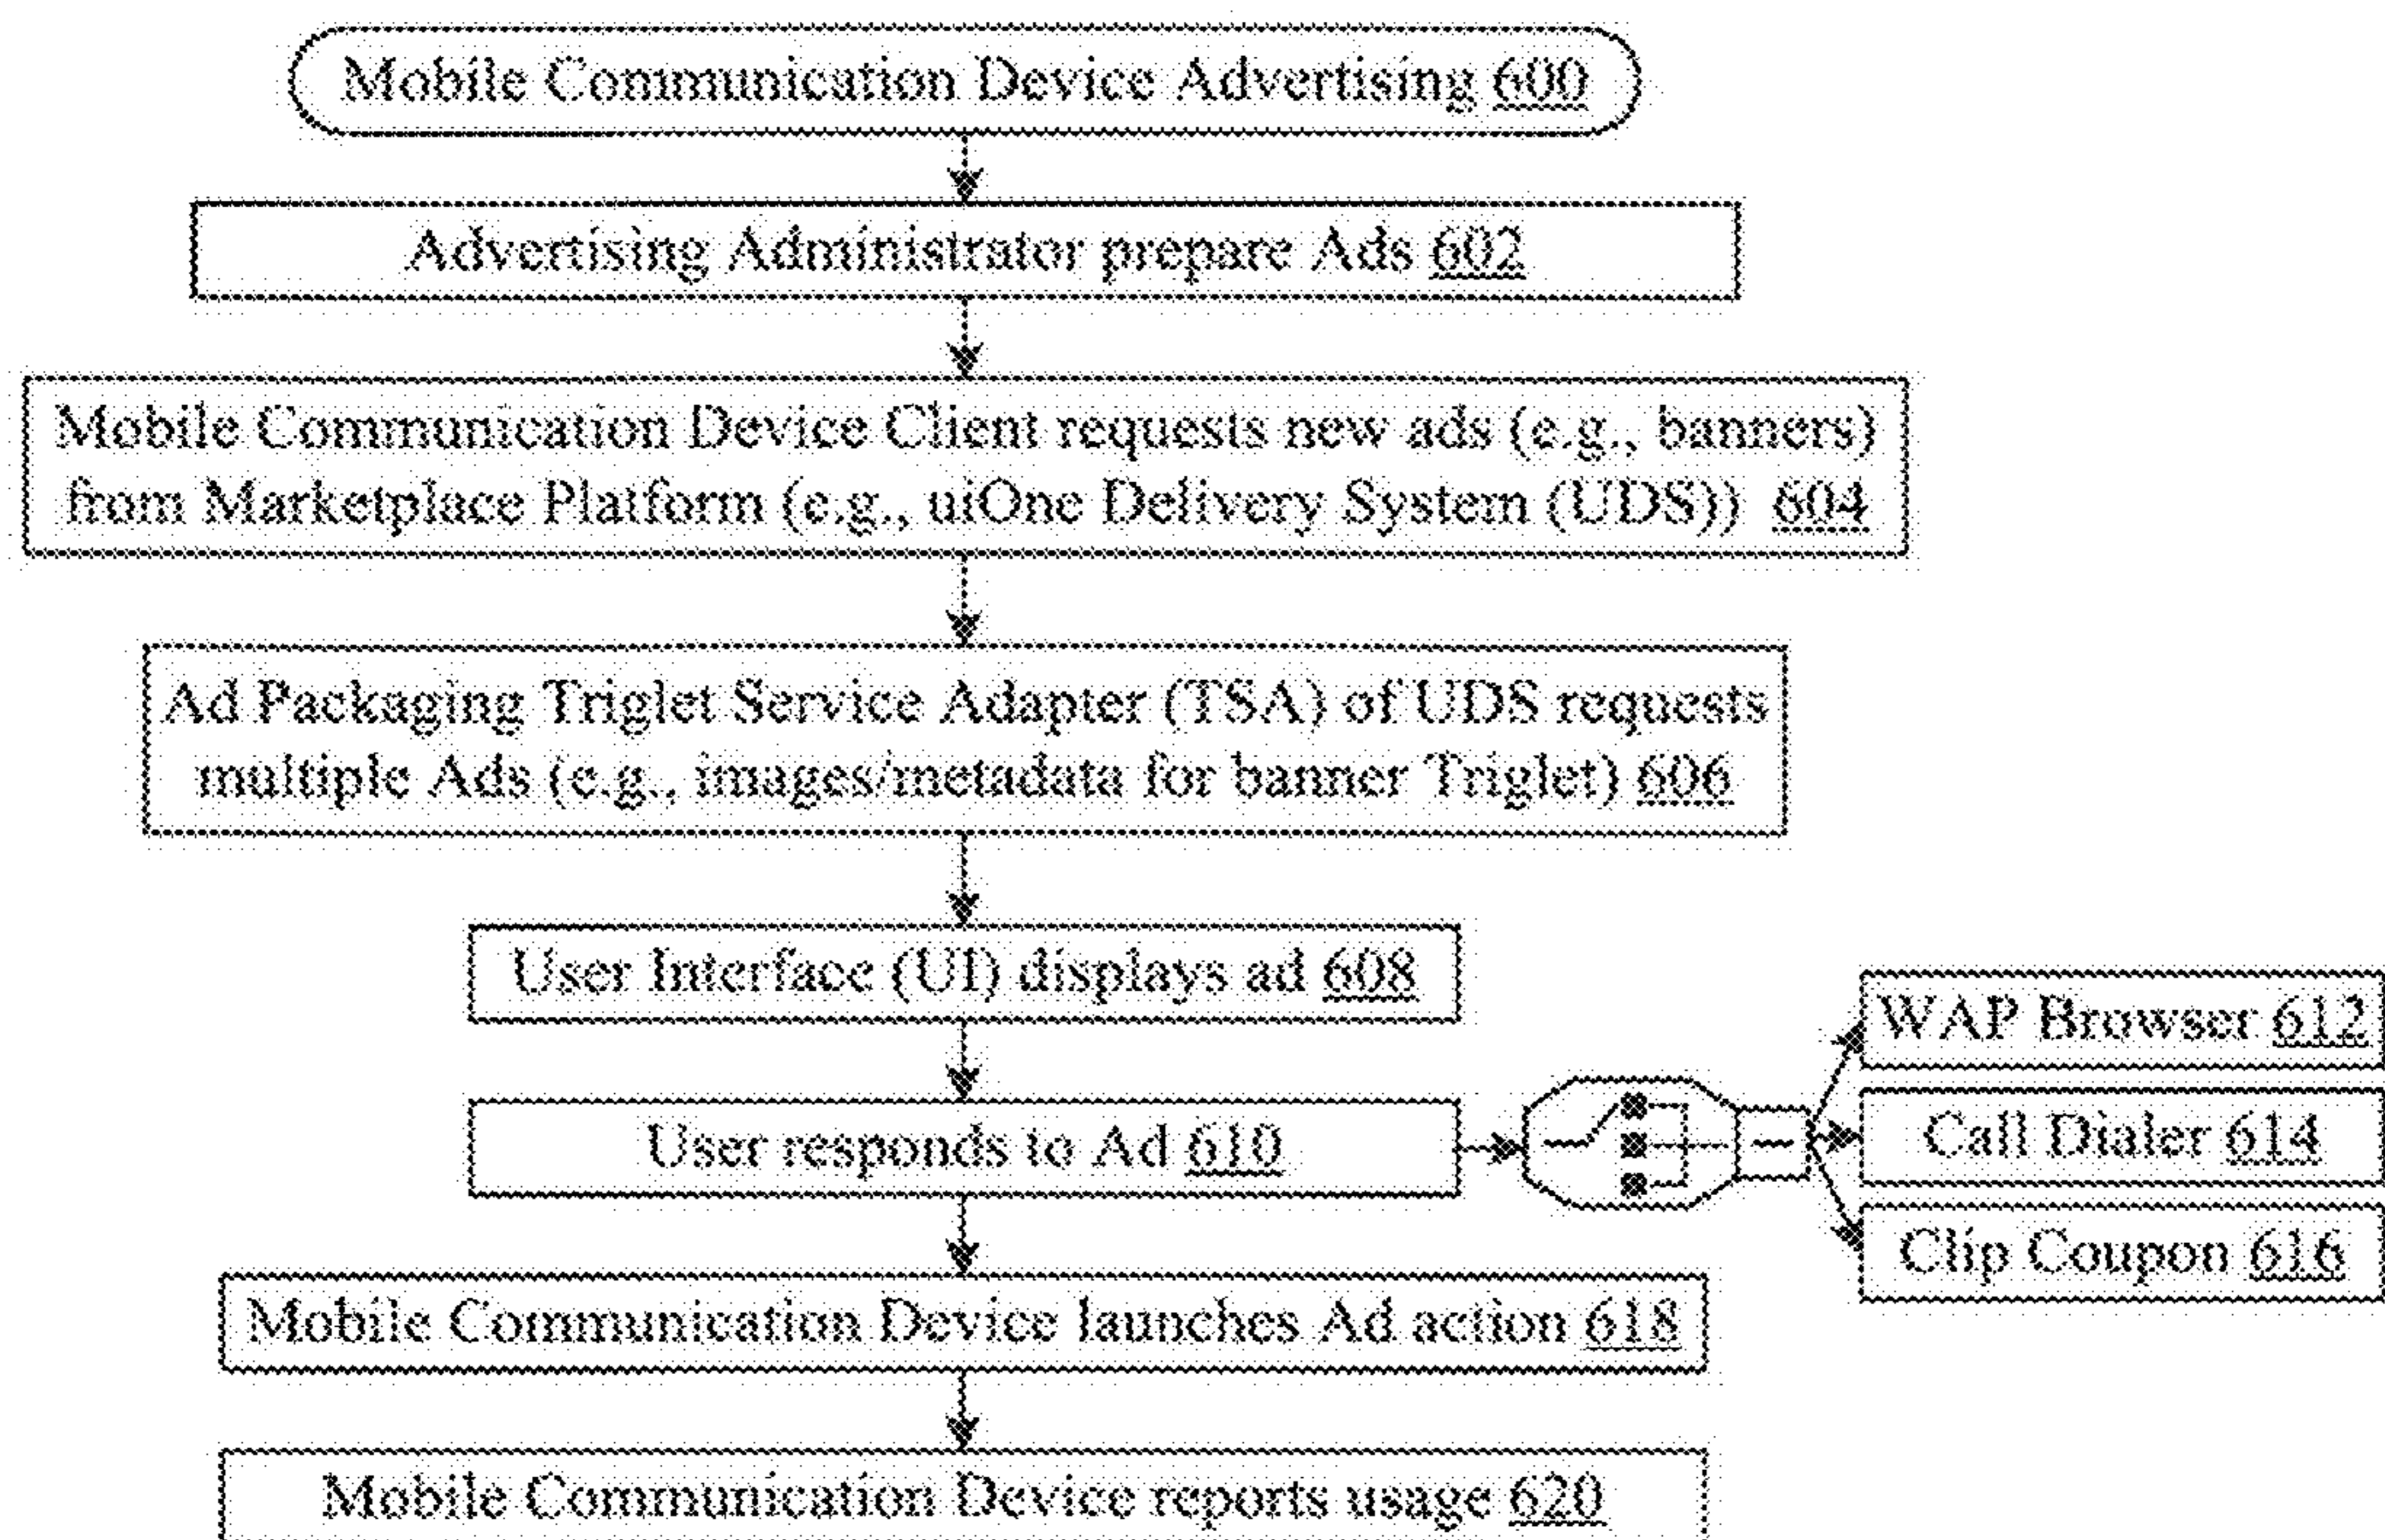 Mobile Communication Device Advertising 600
Advertising Administrator prepare Ads 602
Mobile Communication Device Client requests new ads (e.g., banners)
from Marketplace Platform (e.g., uiOne Delivery System (UDS)) 604
Ad Packaging Triglet Service Adapter (TSA) of UDS requests
multiple Ads (e.g., images/metadata for banner Triglet) 606
User Interface (UI) displays ad 608
User responds to Ad 610
WAP Browser 612
Call Dialer 614
Clip Coupon 616
Mobile Communication Device launches Ad action 618
Mobile Communication Device reports usage 620